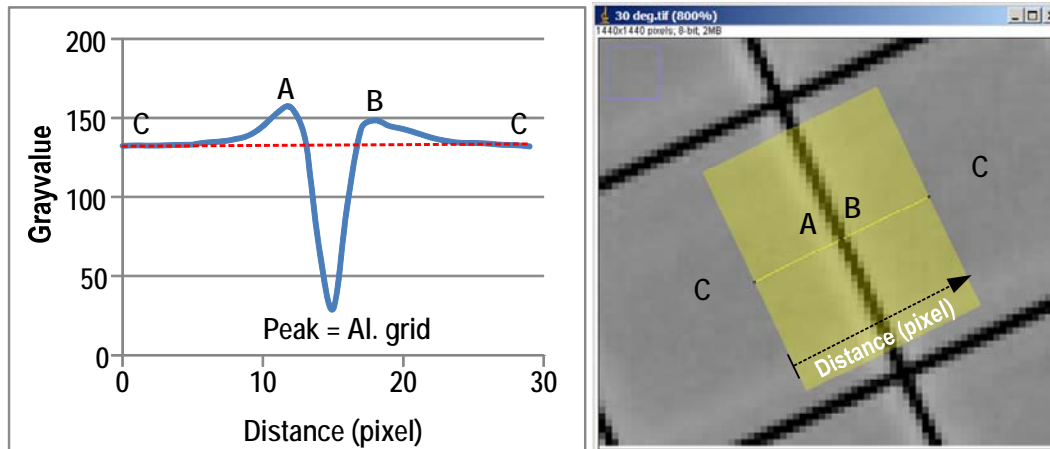 200
150
100
50
0
0
10
20
30
Grayvalue
Distance (pixel)
A
B
C
C
Peak = Al. grid
30 deg.tif (800%)
1440x1440 pixels; 8-bit; 2MB
C
A
B
C
Distance (pixel)